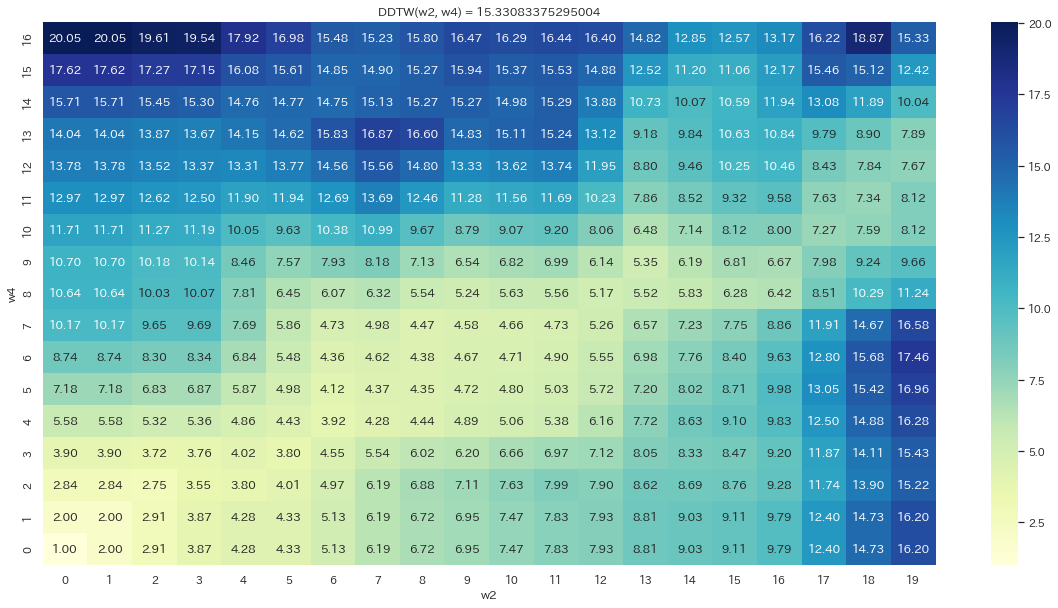 DDTW(w2, w4) = 15.33083375295004
16 20.05 20.05 19.61 19.54 17.92 16.98 15.48 15.23 15.80 16.47 16.29 16.44 16.40 14.82 12.85 12.57 13.17 16.22 18.87 15.33
15 17.62 17.62 17.27 17.15 16.08 15.61 14.85 14.90 15.27 15.94 15.37 15.53 14.88 12.52 11.20 11.06 12.17 15.46 15.12 12.42
14 15.71 15.71 15.45 15.30 14.76 14.77 14.75 15.13 15.27 15.27 14.98 15.29 13.88 10.73 10.07 10.59 11.94 13.08 11.89 10.04
13 14.04 14.04 13.87 13.67 14.15 14.62 15.83 16.87 16.60 14.83 15.11 15.24 13.12 9.18 9.84 10.63 10.84 9.79 8.90 7.89
12 13.78 13.78 13.52 13.37 13.31 13.77 14.56 15.56 14.80 13.33 13.62 13.74 11.95 8.80 9.46 10.25 10.46 8.43 7.84 7.67
11 12.97 12.97 12.62 12.50 11.90 11.94 12.69 13.69 12.46 11.28 11.56 11.69 10.23 7.86 8.52 9.32 9.58 7.63 7.34 8.12
10 11.71 11.71 11.27 11.19 10.05 9.63 10.38 10.99 9.67 8.79 9.07 9.20 8.06 6.48 7.14 8.12 8.00 7.27 7.59 8.12
9 10.70 10.70 10.18 10.14 8.46 7.57 7.93 8.18 7.13 6.54 6.82 6.99 6.14 5.35 6.19 6.81 6.67 7.98 9.24 9.66
w4
8 10.64 10.64 10.03 10.07 7.81 6.45 6.07 6.32 5.54 5.24 5.63 5.56 5.17 5.52 5.83 6.28 6.42 8.51 10.29 11.24
7 10.17 10.17 9.65 9.69 7.69 5.86 4.73 4.98 4.47 4.58 4.66 4.73 5.26 6.57 7.23 7.75 8.86 11.91 14.67 16.58
6 8.74 8.74 8.30 8.34 6.84 5.48 4.36 4.62 4.38 4.67 4.71 4.90 5.55 6.98 7.76 8.40 9.63 12.80 15.68 17.46
5 7.18 7.18 6.83 6.87 5.87 4.98 4.12 4.37 4.35 4.72 4.80 5.03 5.72 7.20 8.02 8.71 9.98 13.05 15.42 16.96
4 5.58 5.58 5.32 5.36 4.86 4.43 3.92 4.28 4.44 4.89 5.06 5.38 6.16 7.72 8.63 9.10 9.83 12.50 14.88 16.28
3 3.90 3.90 3.72 3.76 4.02 3.80 4.55 5.54 6.02 6.20 6.66 6.97 7.12 8.05 8.33 8.47 9.20 11.87 14.11 15.43
2 2.84 2.84 2.75 3.55 3.80 4.01 4.97 6.19 6.88 7.11 7.63 7.99 7.90 8.62 8.69 8.76 9.28 11.74 13.90 15.22
1 2.00 2.00 2.91 3.87 4.28 4.33 5.13 6.19 6.72 6.95 7.47 7.83 7.93 8.81 9.03 9.11 9.79 12.40 14.73 16.20
0 1.00 2.00 2.91 3.87 4.28 4.33 5.13 6.19 6.72 6.95 7.47 7.83 7.93 8.81 9.03 9.11 9.79 12.40 14.73 16.20
0 1 2 3 4 5 6 7 8 9 10 11 12 13 14 15 16 17 18 19
w2
20.0
17.5
15.0
12.5
10.0
7.5
5.0
2.5